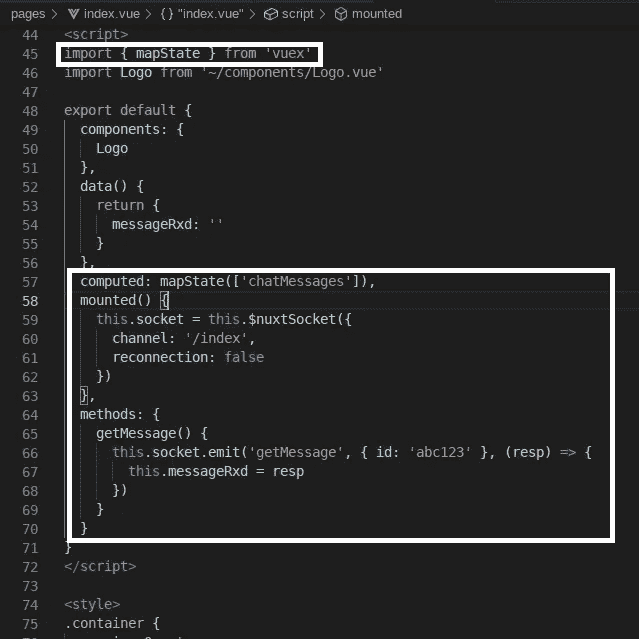 pages > index.vue > {} "index.vue" > script > mounted
44 <script>
45 import { mapState } from 'vuex'
46 import Logo from '~/components/Logo.vue'
47
48 export default {
49   components: {
50     Logo
51   },
52   data() {
53     return {
54       messageRxd: ''
55     }
56   },
57   computed: mapState(['chatMessages']),
58   mounted() {
59     this.socket = this.$nuxtSocket({
60       channel: '/index',
61       reconnection: false
62     })
63   },
64   methods: {
65     getMessage() {
66       this.socket.emit('getMessage', { id: 'abc123' }, (resp) => {
67         this.messageRxd = resp
68       })
69     }
70   }
71 }
72 </script>
73
74 <style>
75 .container {